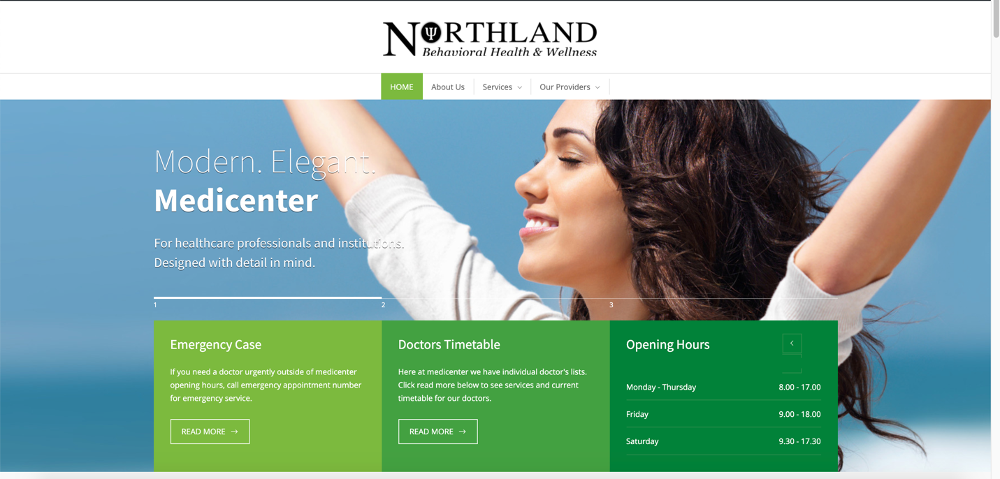 NORTHLAND
Behavioral Health & Wellness
HOME About Us Services Our Providers
Modern. Elegant.
Medicenter
For healthcare professionals and institutions.
Designed with detail in mind.
1 2 3
Emergency Case
If you need a doctor urgently outside of medicenter
opening hours, call emergency appointment number
for emergency service.
READ MORE →
Doctors Timetable
Here at medicenter we have individual doctor's lists.
Click read more below to see services and current
timetable for our doctors.
READ MORE →
Opening Hours
Monday - Thursday 8.00 - 17.00
Friday 9.00 - 18.00
Saturday 9.30 - 17.30